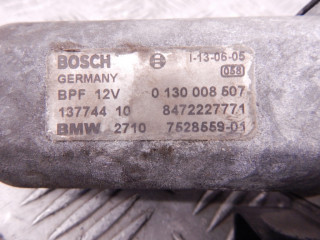 BOSCH I-13-06-05
GERMANY 058
BPF 12V 0 130 008 507
137744 10 8472227771
BMW 2710 7528559-01